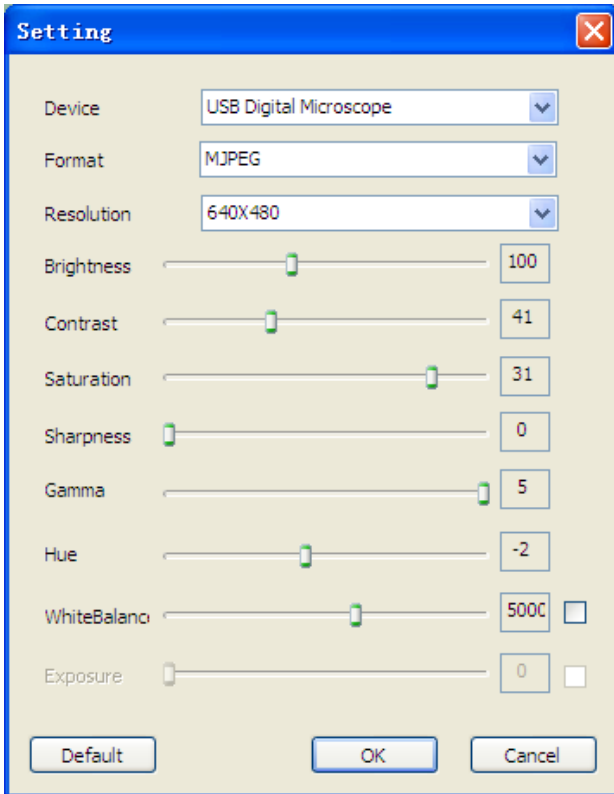 Setting
Device USB Digital Microscope
Format MJPEG
Resolution 640X480
Brightness 100
Contrast 41
Saturation 31
Sharpness 0
Gamma 5
Hue -2
WhiteBalanc 500
Exposure 0
Default OK Cancel